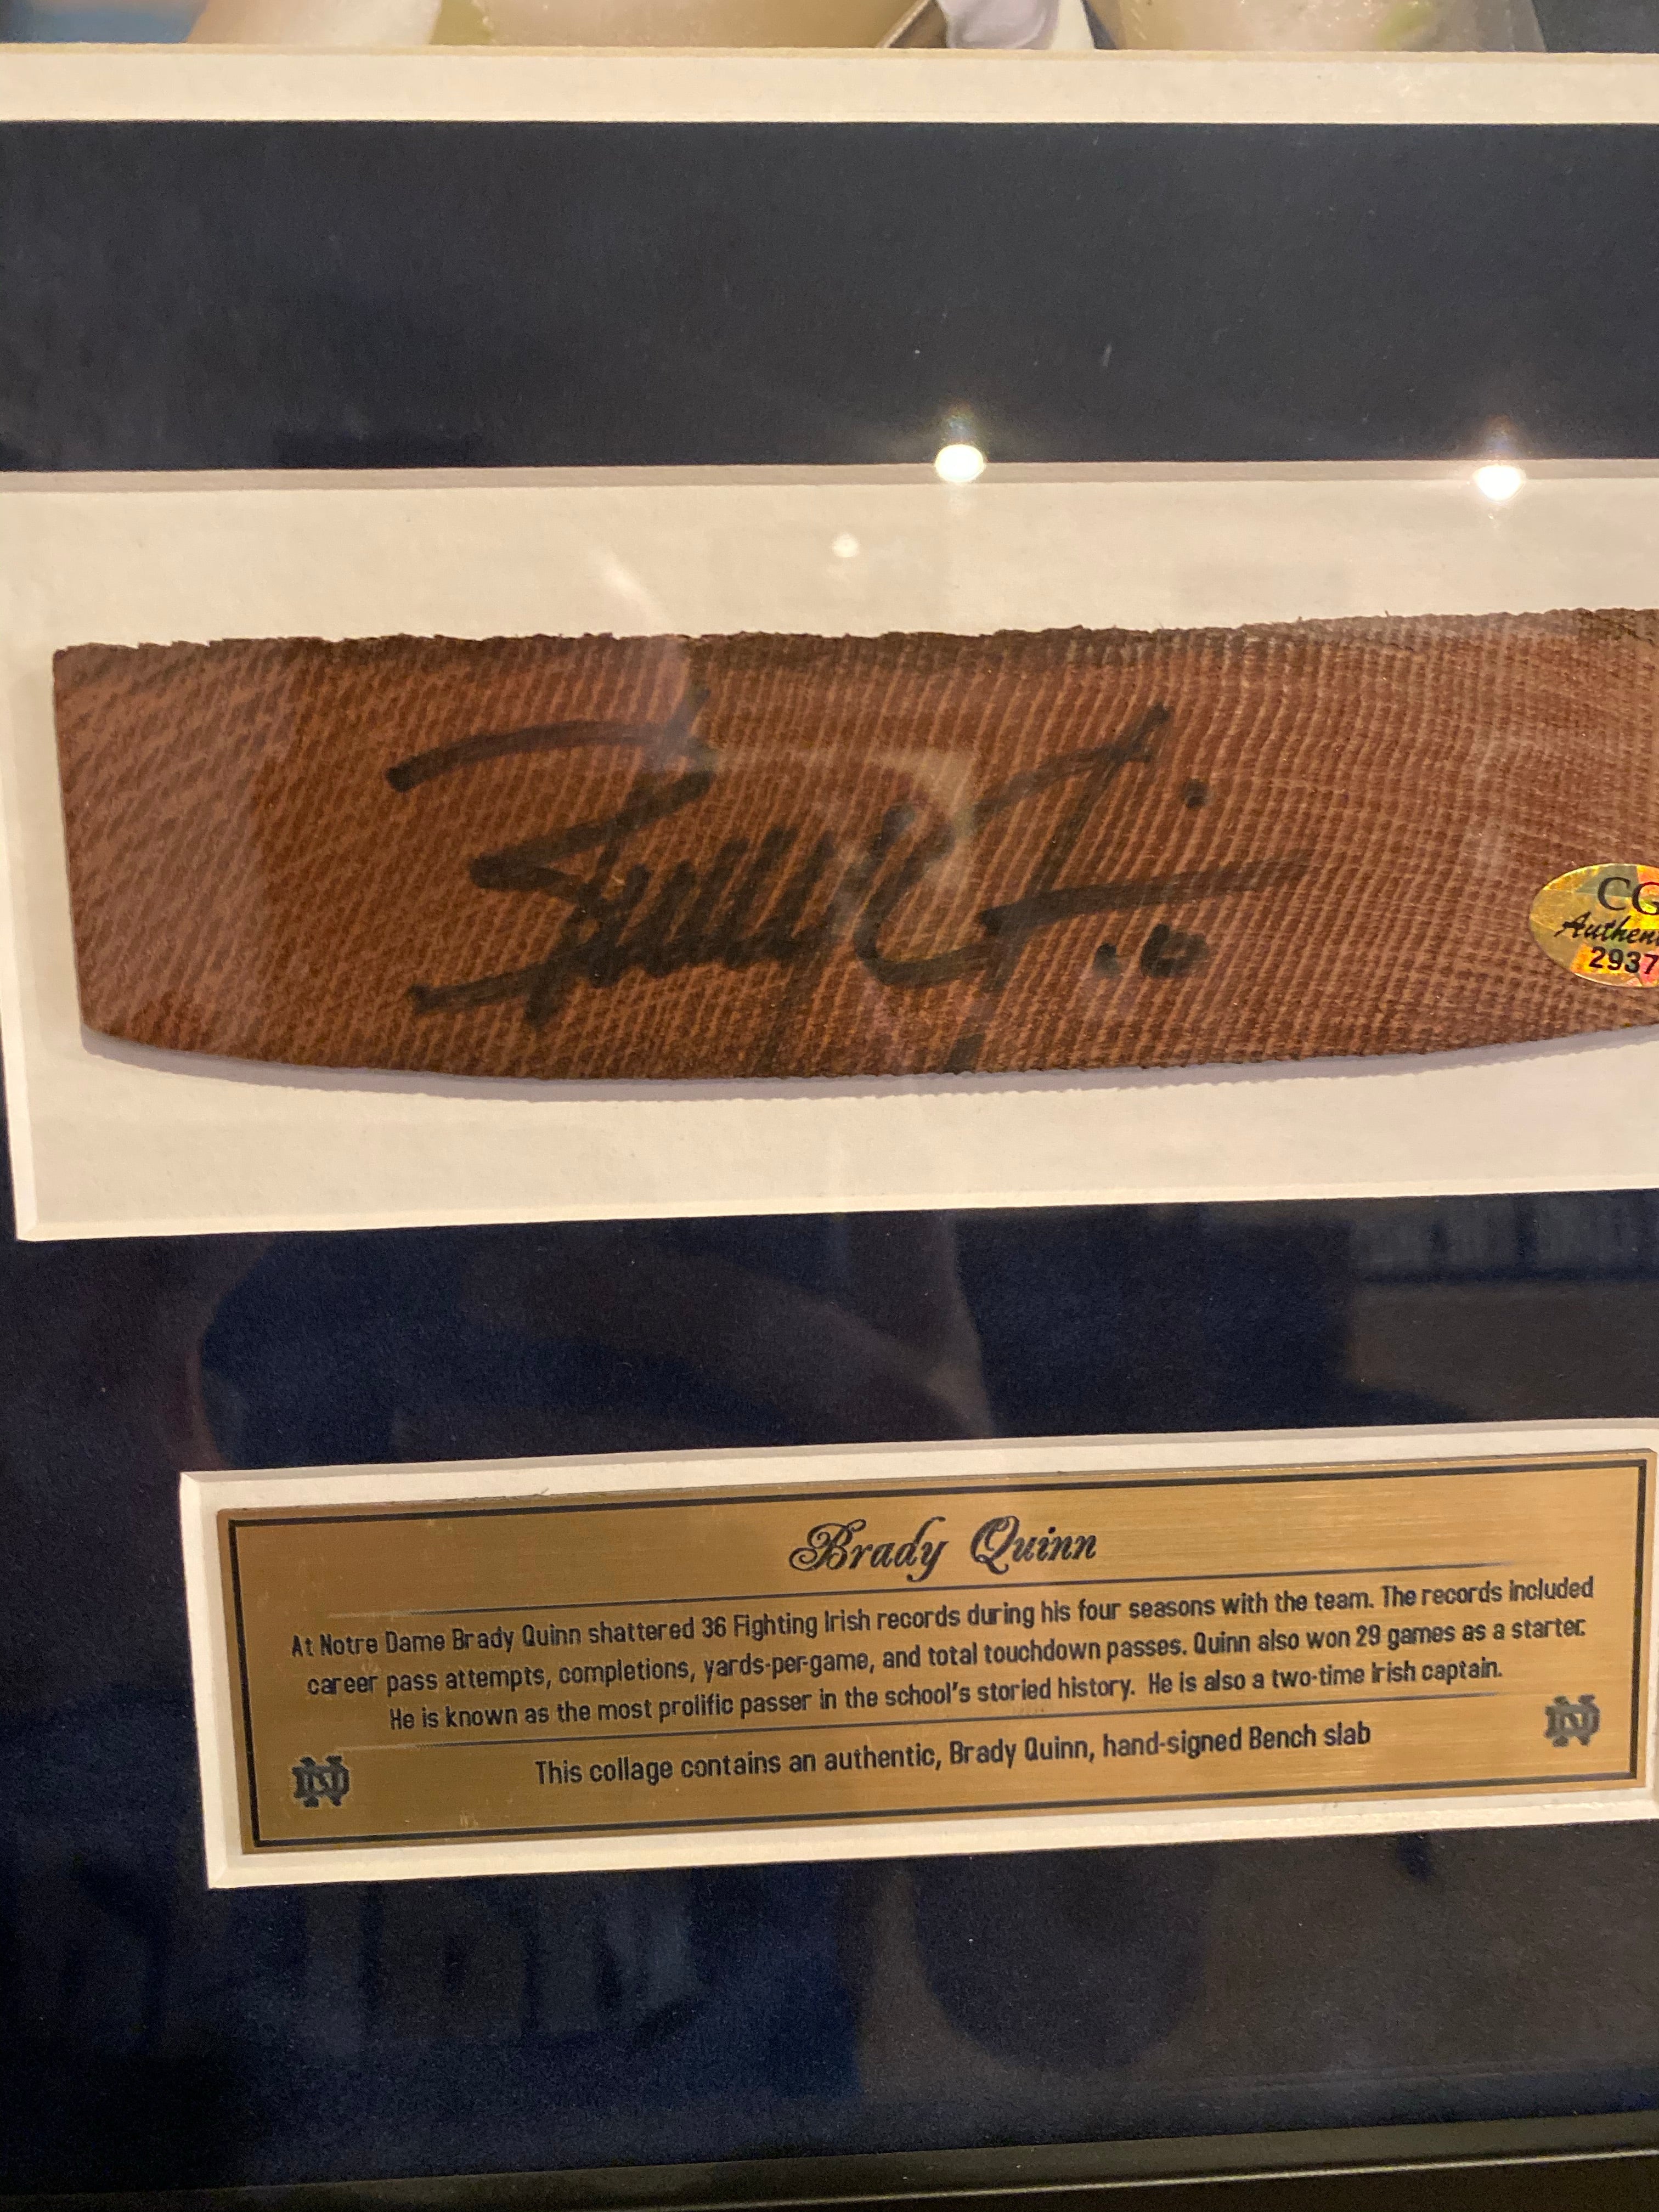 CG
Authen
2937
Brady Quinn
At Notre Dame Brady Quinn shattered 36 Fighting Irish records during his four seasons with the team. The records included
career pass attempts, completions, yards-per-game, and total touchdown passes. Quinn also won 29 games as a starter.
He is known as the most prolific passer in the school's storied history. He is also a two-time Irish captain.
This collage contains an authentic, Brady Quinn, hand-signed Bench slab
ND ND